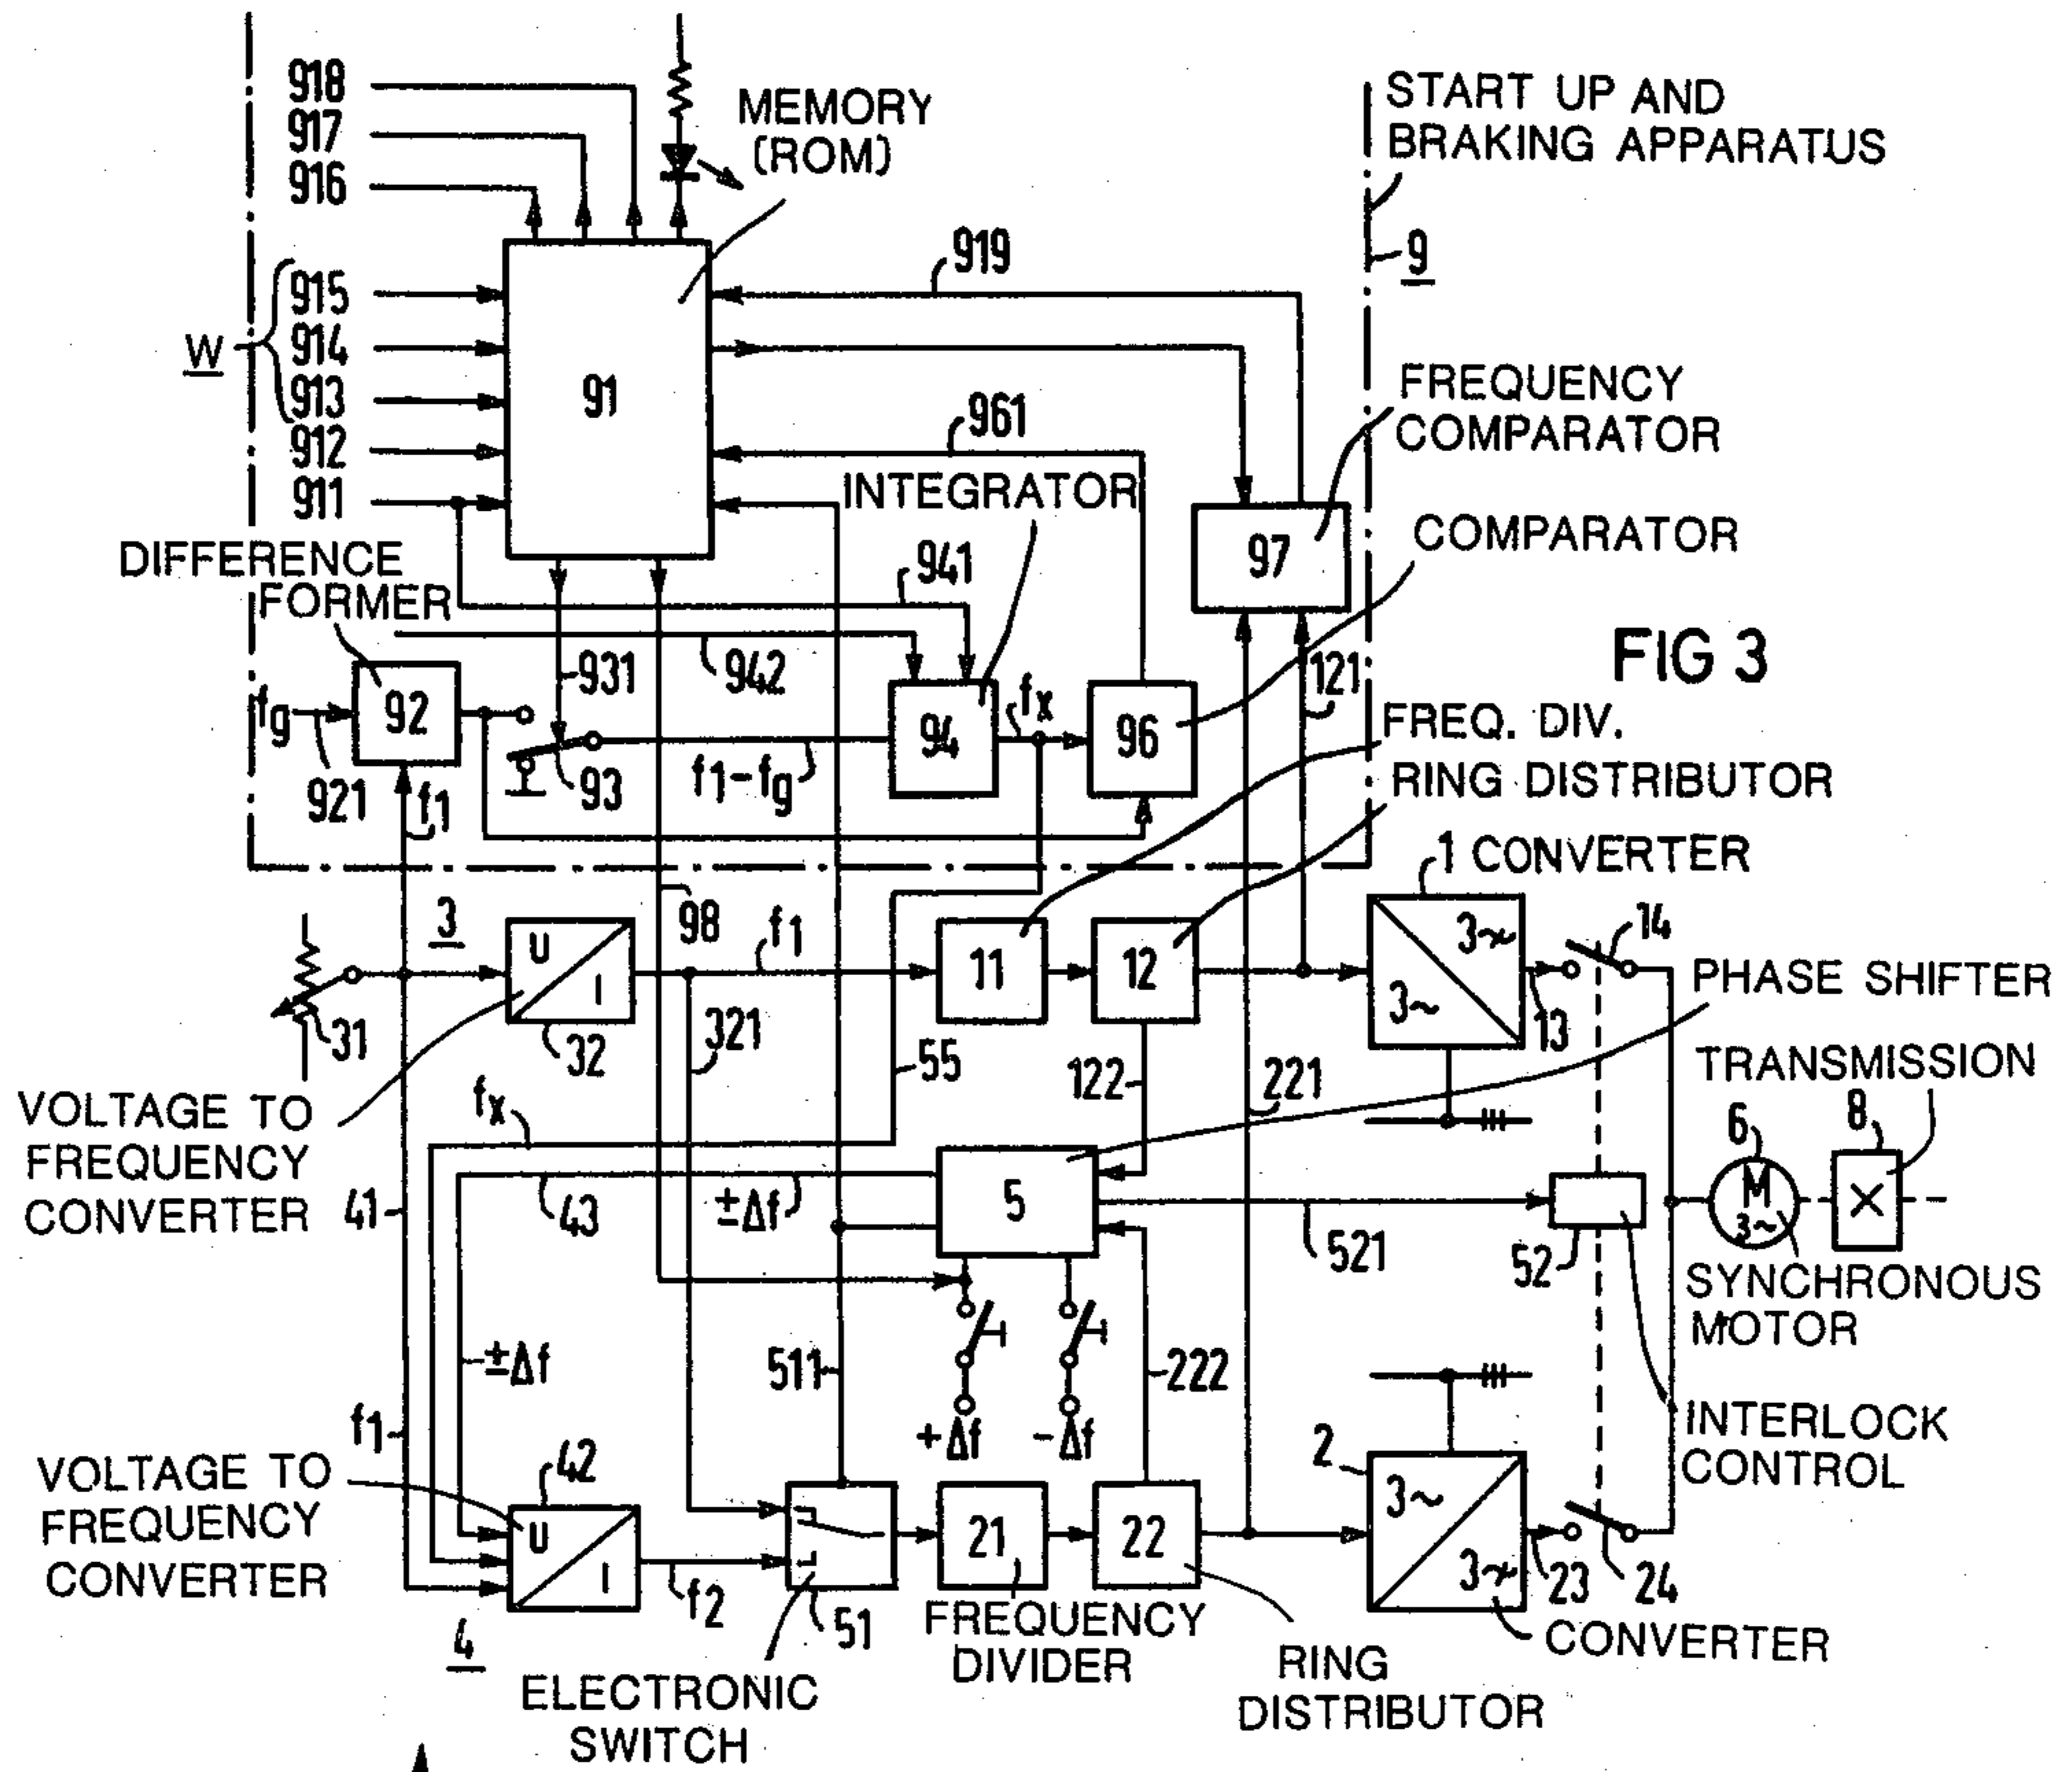 918
917
916
MEMORY
(ROM)
START UP AND
BRAKING APPARATUS
9
919
W
915
914
913
912
911
91
961
FREQUENCY
COMPARATOR
INTEGRATOR
COMPARATOR
97
DIFFERENCE
FORMER
941
942
931
FIG 3
fg
92
921
f1
93
f1-fg
94
fx
96
121
FREQ. DIV.
RING DISTRIBUTOR
1 CONVERTER
3
98
U
I
32
f1
11
12
3~
3~
13
14
PHASE SHIFTER
31
321
55
122
221
TRANSMISSION
VOLTAGE TO
FREQUENCY
CONVERTER
fx
6
8
M
3~
X
41
43
±Δf
5
521
52
SYNCHRONOUS
MOTOR
±Δf
511
+Δf
-Δf
222
INTERLOCK
CONTROL
f1
VOLTAGE TO
FREQUENCY
CONVERTER
42
U
I
f2
51
21
22
2
3~
3~
23
24
4
FREQUENCY
DIVIDER
CONVERTER
ELECTRONIC
SWITCH
RING
DISTRIBUTOR